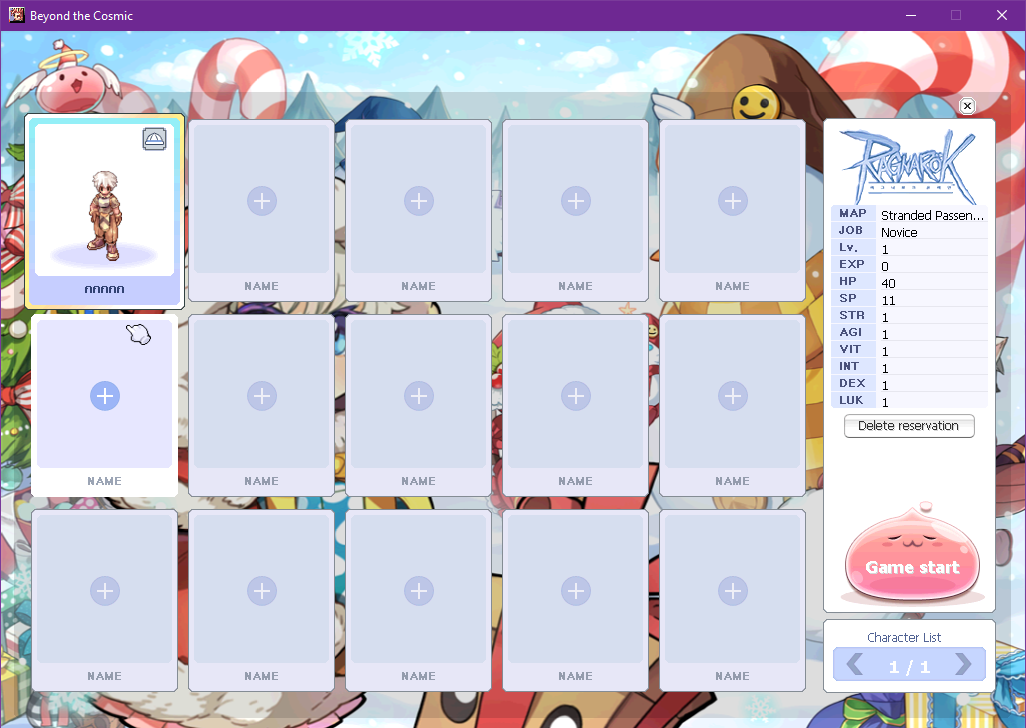 Beyond the Cosmic
NAME
NAME
NAME
NAME
nnnnn
NAME
NAME
NAME
NAME
NAME
NAME
NAME
NAME
NAME
NAME
RAGNAROK
MAP Stranded Passen...
JOB Novice
Lv. 1
EXP 0
HP 40
SP 11
STR 1
AGI 1
VIT 1
INT 1
DEX 1
LUK 1
Delete reservation
Game start
Character List
1 / 1